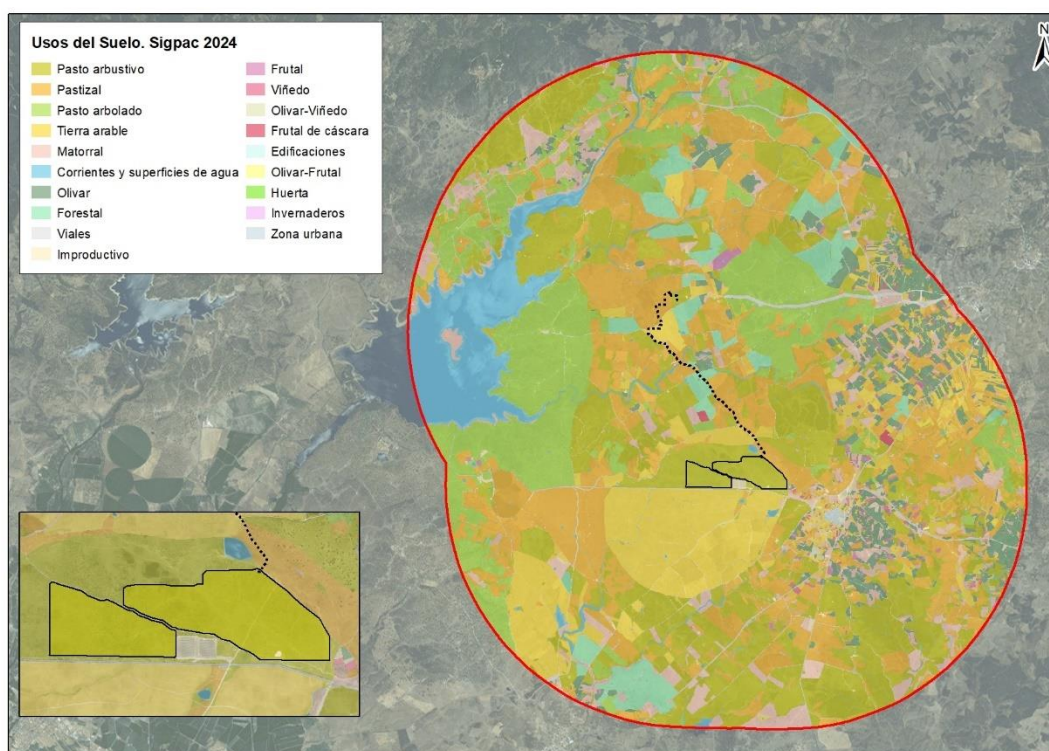 Usos del Suelo. Sigpac 2024
Pasto arbustivo
Pastizal
Pasto arbolado
Tierra arable
Matorral
Corrientes y superficies de agua
Olivar
Forestal
Viales
Improductivo
Frutal
Viñedo
Olivar-Viñedo
Frutal de cáscara
Edificaciones
Olivar-Frutal
Huerta
Invernaderos
Zona urbana
N